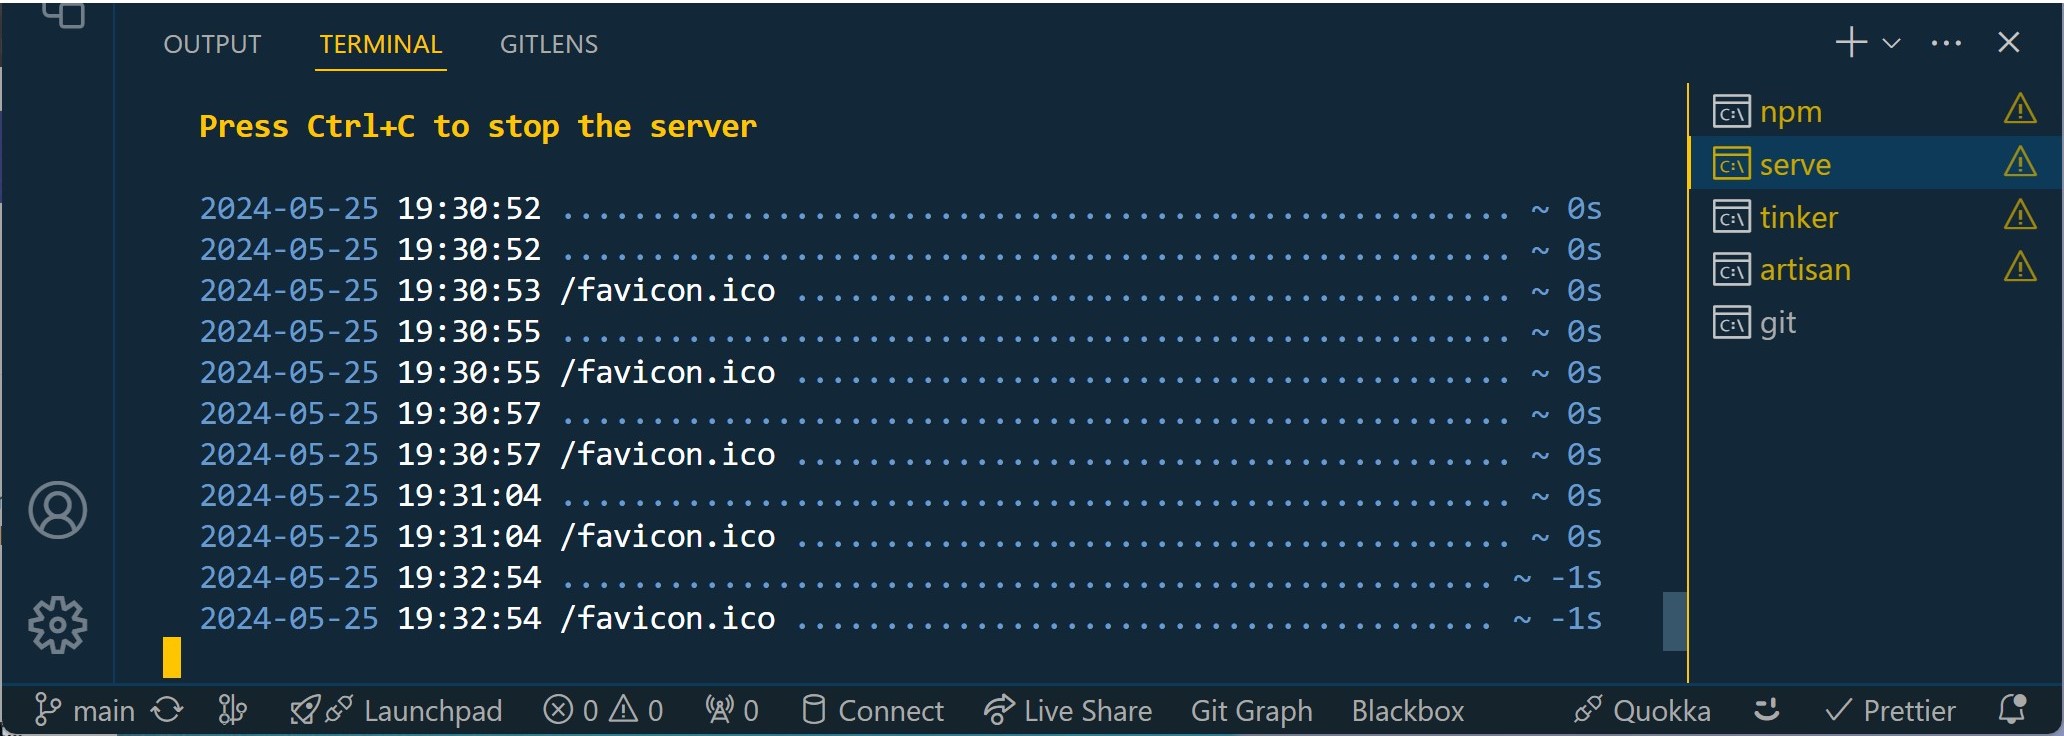 OUTPUT TERMINAL GITLENS
Press Ctrl+C to stop the server
2024-05-25 19:30:52 .................................................... ~ 0s
2024-05-25 19:30:52 .................................................... ~ 0s
2024-05-25 19:30:53 /favicon.ico ....................................... ~ 0s
2024-05-25 19:30:55 .................................................... ~ 0s
2024-05-25 19:30:55 /favicon.ico ....................................... ~ 0s
2024-05-25 19:30:57 .................................................... ~ 0s
2024-05-25 19:30:57 /favicon.ico ....................................... ~ 0s
2024-05-25 19:31:04 .................................................... ~ 0s
2024-05-25 19:31:04 /favicon.ico ....................................... ~ 0s
2024-05-25 19:32:54 ................................................... ~ -1s
2024-05-25 19:32:54 /favicon.ico ...................................... ~ -1s
C:\ npm
C:\ serve
C:\ tinker
C:\ artisan
C:\ git
main Launchpad 0 0 0 Connect Live Share Git Graph Blackbox Quokka Prettier